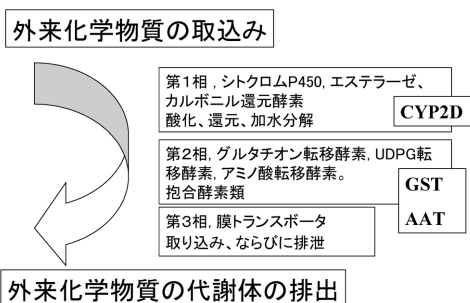 外来化学物質の取込み
第1相, シトクロムP450, エステラーゼ、
カルボニル還元酵素
酸化、還元、加水分解
CYP2D
第2相, グルタチオン転移酵素, UDPG転
移酵素, アミノ酸転移酵素。
抱合酵素類
GST
AAT
第3相, 膜トランスポータ
取り込み、ならびに排泄
外来化学物質の代謝体の排出